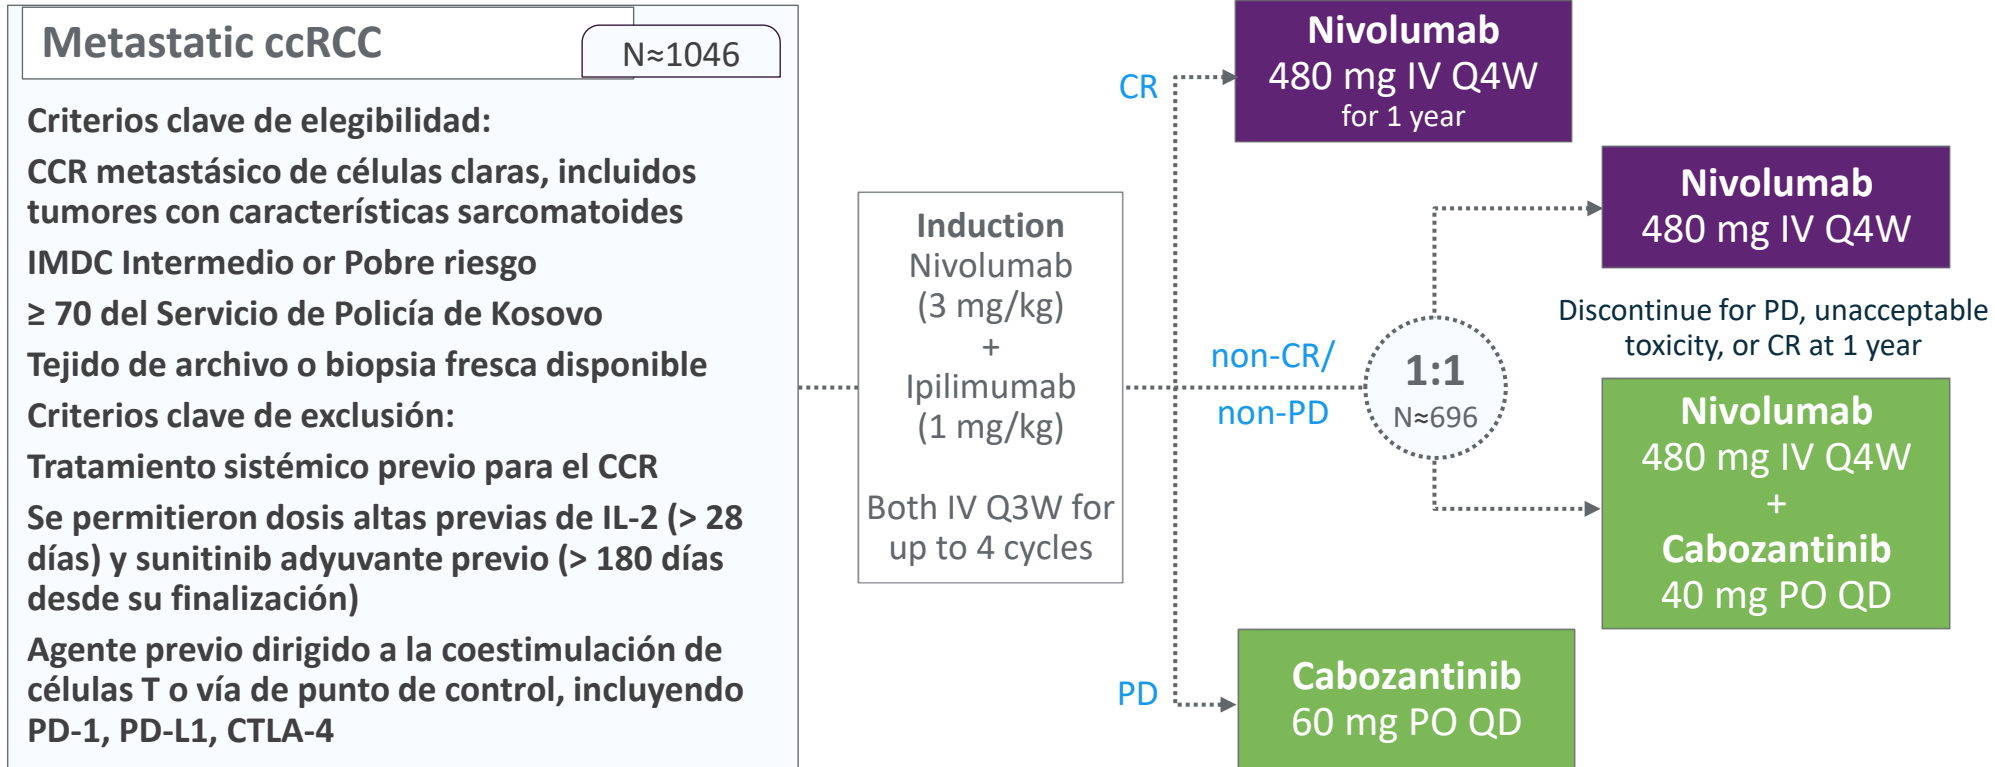 Metastatic ccRCC
N≈1046
Criterios clave de elegibilidad:
CCR metastásico de células claras, incluidos
tumores con características sarcomatoides
IMDC Intermedio or Pobre riesgo
≥ 70 del Servicio de Policía de Kosovo
Tejido de archivo o biopsia fresca disponible
Criterios clave de exclusión:
Tratamiento sistémico previo para el CCR
Se permitieron dosis altas previas de IL-2 (> 28
días) y sunitinib adyuvante previo (> 180 días
desde su finalización)
Agente previo dirigido a la coestimulación de
células T o vía de punto de control, incluyendo
PD-1, PD-L1, CTLA-4
Induction
Nivolumab
(3 mg/kg)
+
Ipilimumab
(1 mg/kg)
Both IV Q3W for
up to 4 cycles
CR
Nivolumab
480 mg IV Q4W
for 1 year
non-CR/
non-PD
1:1
N≈696
Nivolumab
480 mg IV Q4W
Discontinue for PD, unacceptable
toxicity, or CR at 1 year
Nivolumab
480 mg IV Q4W
+
Cabozantinib
40 mg PO QD
PD
Cabozantinib
60 mg PO QD